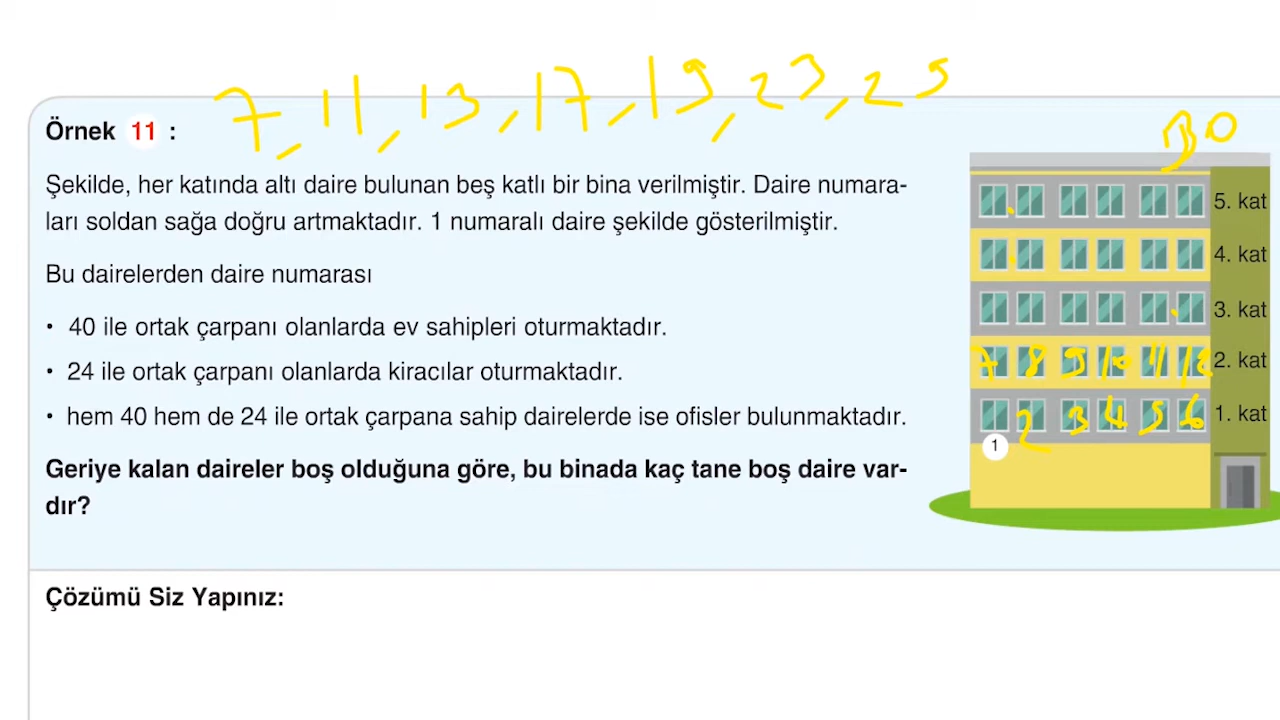 7, 11, 13, 17, 19, 23, 29
Örnek 11 :
30
Şekilde, her katında altı daire bulunan beş katlı bir bina verilmiştir. Daire numara-
ları soldan sağa doğru artmaktadır. 1 numaralı daire şekilde gösterilmiştir.
Bu dairelerden daire numarası
• 40 ile ortak çarpanı olanlarda ev sahipleri oturmaktadır.
• 24 ile ortak çarpanı olanlarda kiracılar oturmaktadır.
• hem 40 hem de 24 ile ortak çarpana sahip dairelerde ise ofisler bulunmaktadır.
Geriye kalan daireler boş olduğuna göre, bu binada kaç tane boş daire var-
dır?
5. kat
4. kat
3. kat
7 8 9 10 11 12 2. kat
2 3 4 5 6 1. kat
1
Çözümü Siz Yapınız: